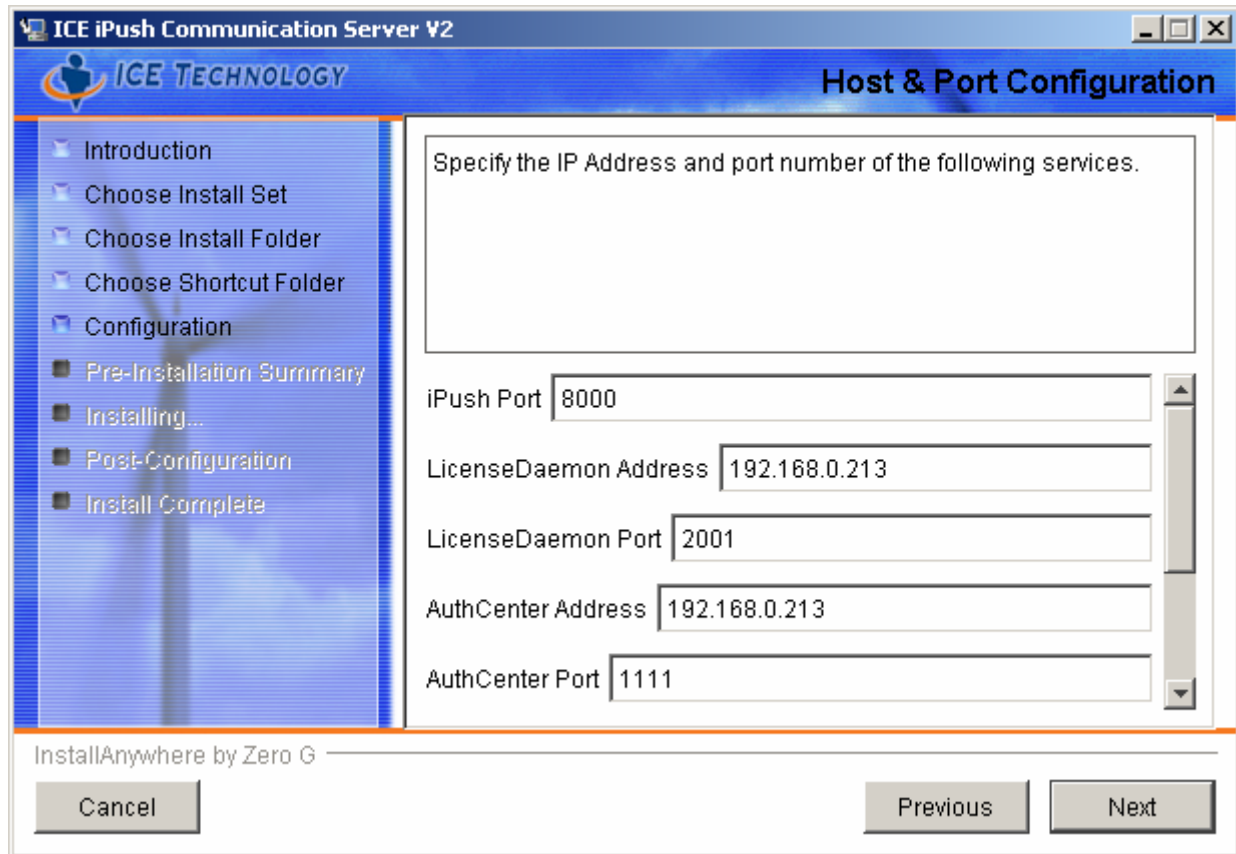 ICE iPush Communication Server V2
ICE TECHNOLOGY
Host & Port Configuration
Introduction
Choose Install Set
Choose Install Folder
Choose Shortcut Folder
Configuration
Pre-Installation Summary
Installing...
Post-Configuration
Install Complete
Specify the IP Address and port number of the following services.
iPush Port 8000
LicenseDaemon Address 192.168.0.213
LicenseDaemon Port 2001
AuthCenter Address 192.168.0.213
AuthCenter Port 1111
InstallAnywhere by Zero G
Cancel Previous Next